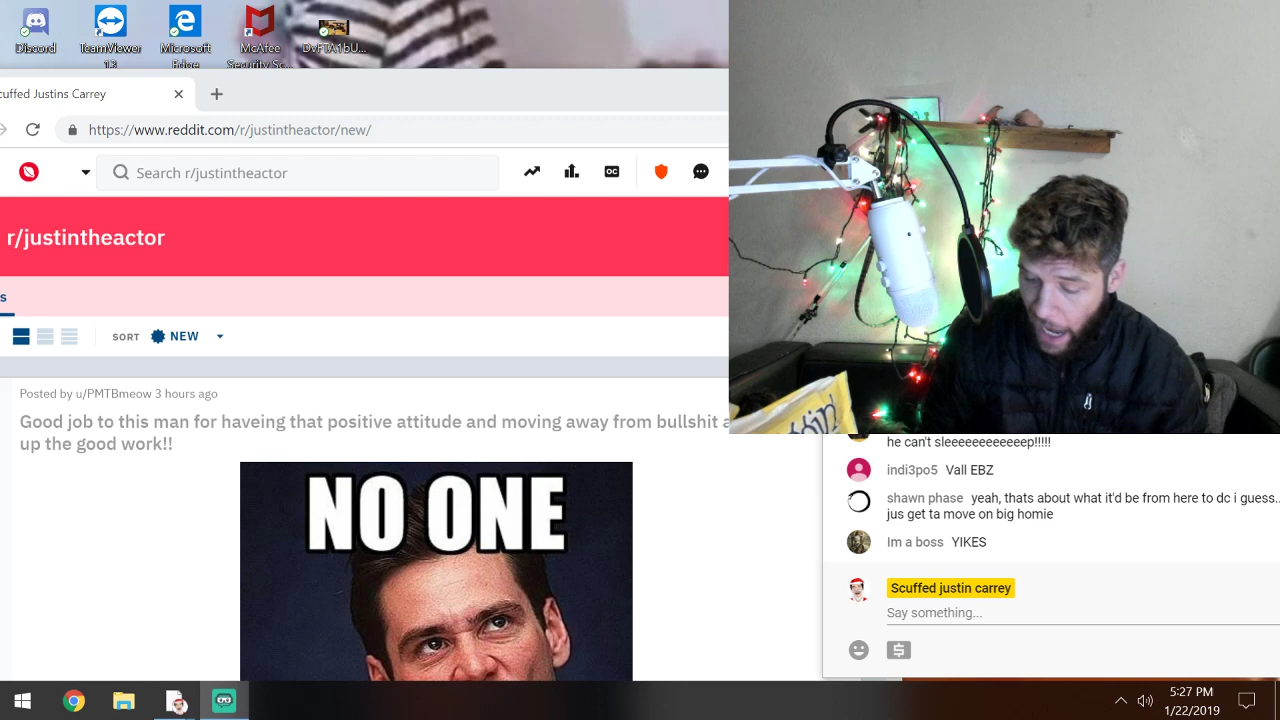 Discord
TeamViewer
13
Microsoft
Edge
McAfee
Security Sc...
DvPTA1bU...
cuffed Justins Carrey
https://www.reddit.com/r/justintheactor/new/
Search r/justintheactor
OC
r/justintheactor
s
SORT
NEW
Posted by u/PMTBmeow 3 hours ago
Good job to this man for haveing that positive attitude and moving away from bullshit a
up the good work!!
NO ONE
he can't sleeeeeeeeeeeep!!!!!
indi3po5 Vall EBZ
shawn phase yeah, thats about what it'd be from here to dc i guess..
jus get ta move on big homie
Im a boss YIKES
Scuffed justin carrey
Say something...
5:27 PM
1/22/2019